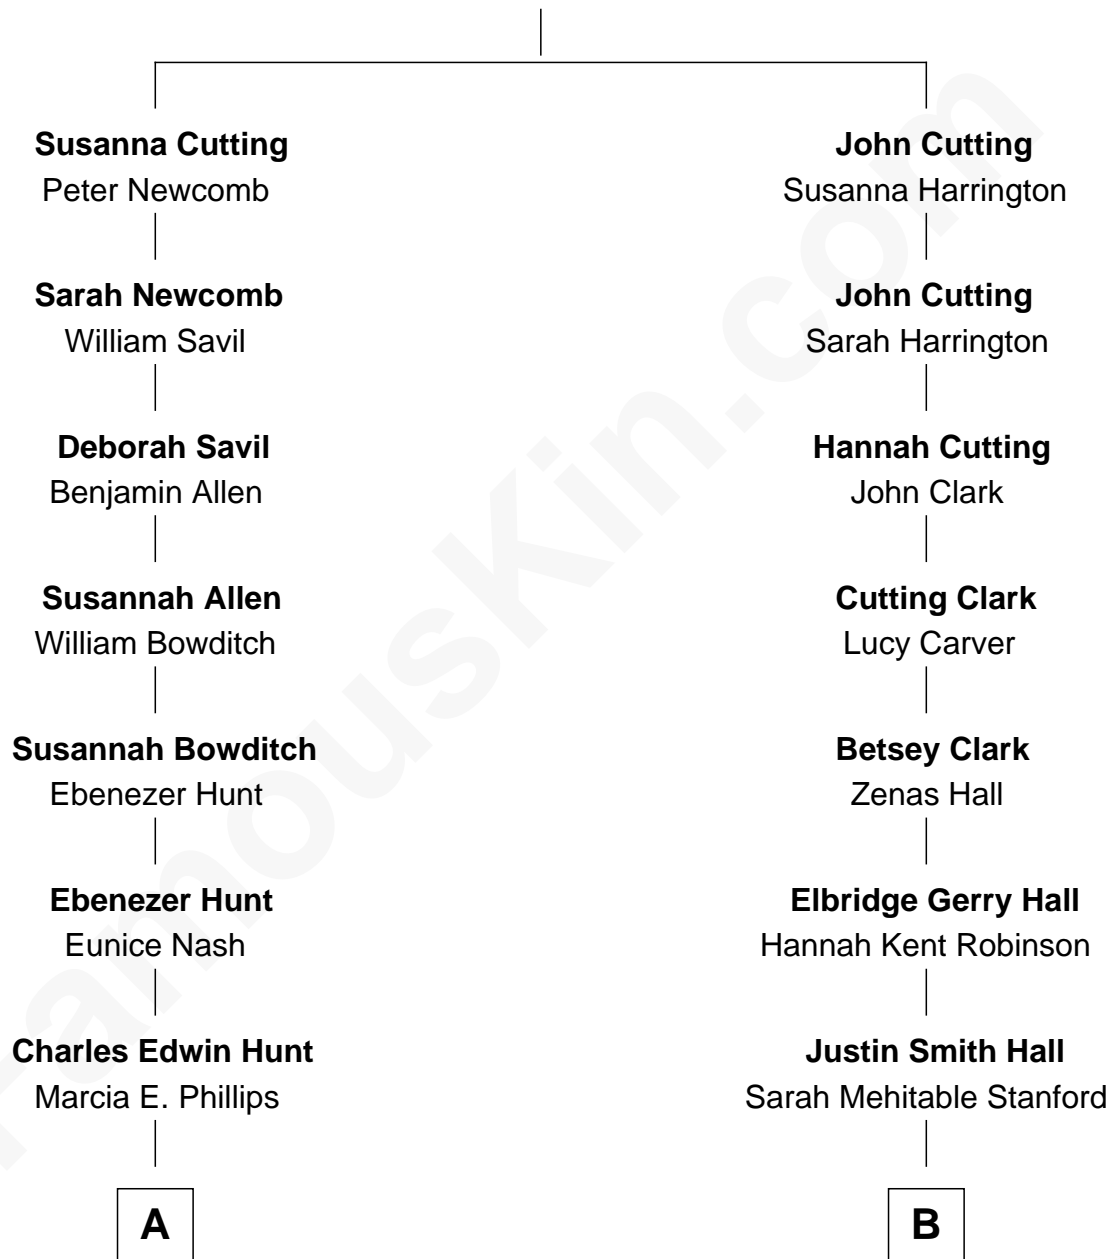 Susanna Cutting
Peter Newcomb
Sarah Newcomb
William Savil
Deborah Savil
Benjamin Allen
Susannah Allen
William Bowditch
Susannah Bowditch
Ebenezer Hunt
Ebenezer Hunt
Eunice Nash
Charles Edwin Hunt
Marcia E. Phillips
A
John Cutting
Susanna Harrington
John Cutting
Sarah Harrington
Hannah Cutting
John Clark
Cutting Clark
Lucy Carver
Betsey Clark
Zenas Hall
Elbridge Gerry Hall
Hannah Kent Robinson
Justin Smith Hall
Sarah Mehitable Stanford
B
FamousKin.com